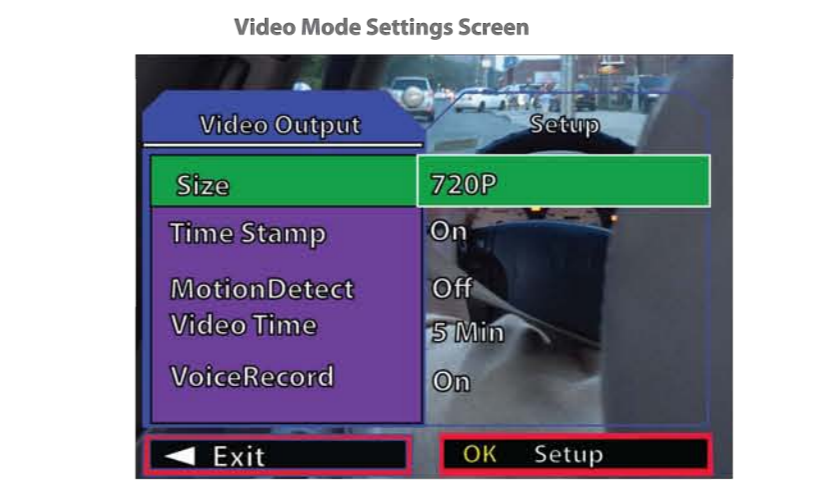 Video Mode Settings Screen
Video Output Setup
Size 720P
Time Stamp On
MotionDetect Off
Video Time 5 Min
VoiceRecord On
Exit OK Setup